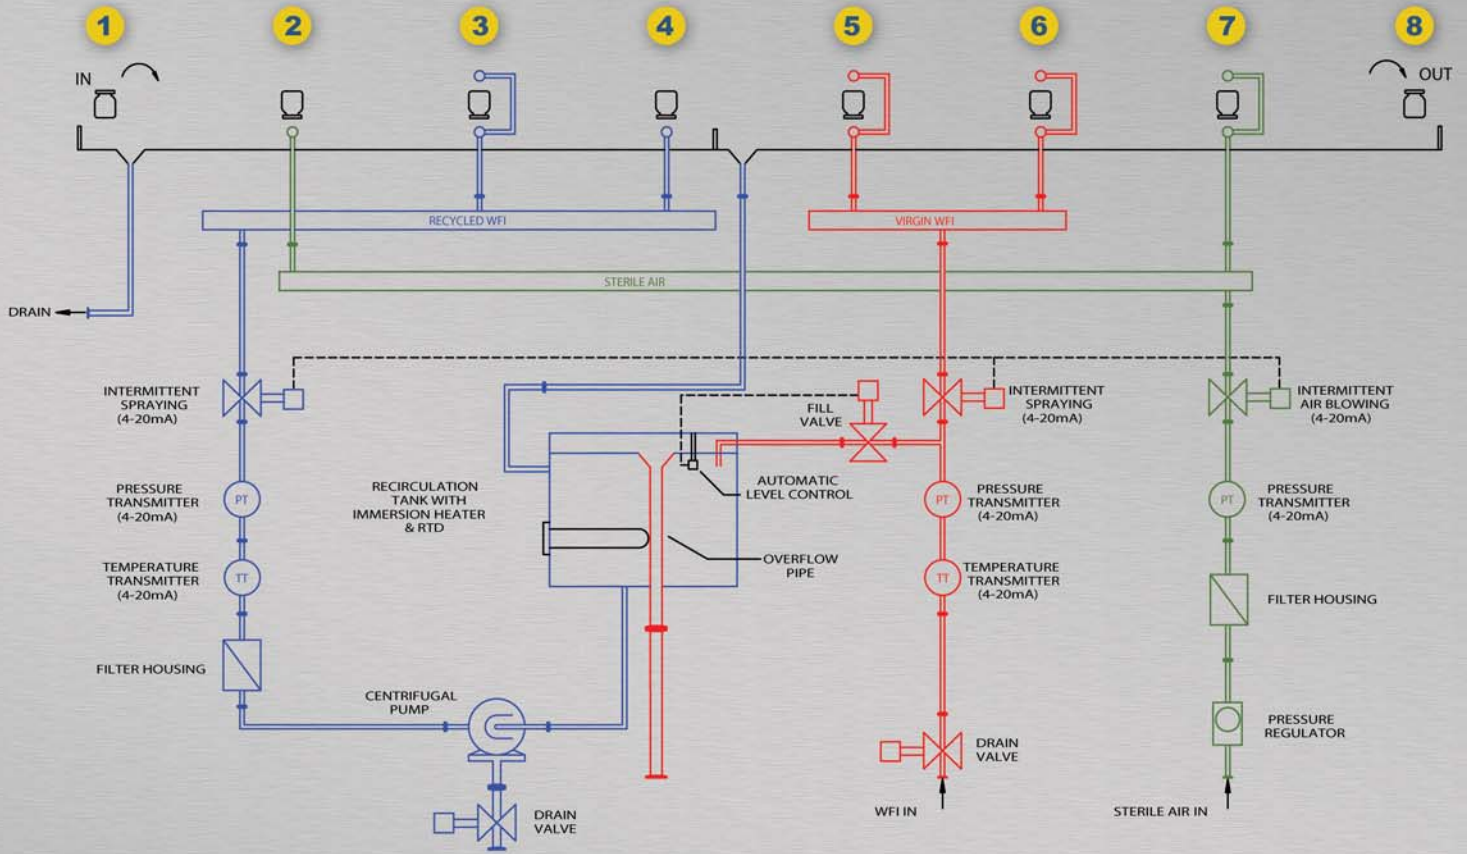 1
2
3
4
5
6
7
8
IN
OUT
RECYCLED WFI
VIRGIN WFI
STERILE AIR
DRAIN
INTERMITTENT
SPRAYING
(4-20mA)
FILL
VALVE
INTERMITTENT
SPRAYING
(4-20mA)
INTERMITTENT
AIR BLOWING
(4-20mA)
PRESSURE
TRANSMITTER
(4-20mA)
PT
RECIRCULATION
TANK WITH
IMMERSION HEATER
& RTD
AUTOMATIC
LEVEL CONTROL
PT
PRESSURE
TRANSMITTER
(4-20mA)
PT
PRESSURE
TRANSMITTER
(4-20mA)
TEMPERATURE
TRANSMITTER
(4-20mA)
TT
OVERFLOW
PIPE
TT
TEMPERATURE
TRANSMITTER
(4-20mA)
FILTER HOUSING
FILTER HOUSING
CENTRIFUGAL
PUMP
DRAIN
VALVE
PRESSURE
REGULATOR
DRAIN
VALVE
WFI IN
STERILE AIR IN